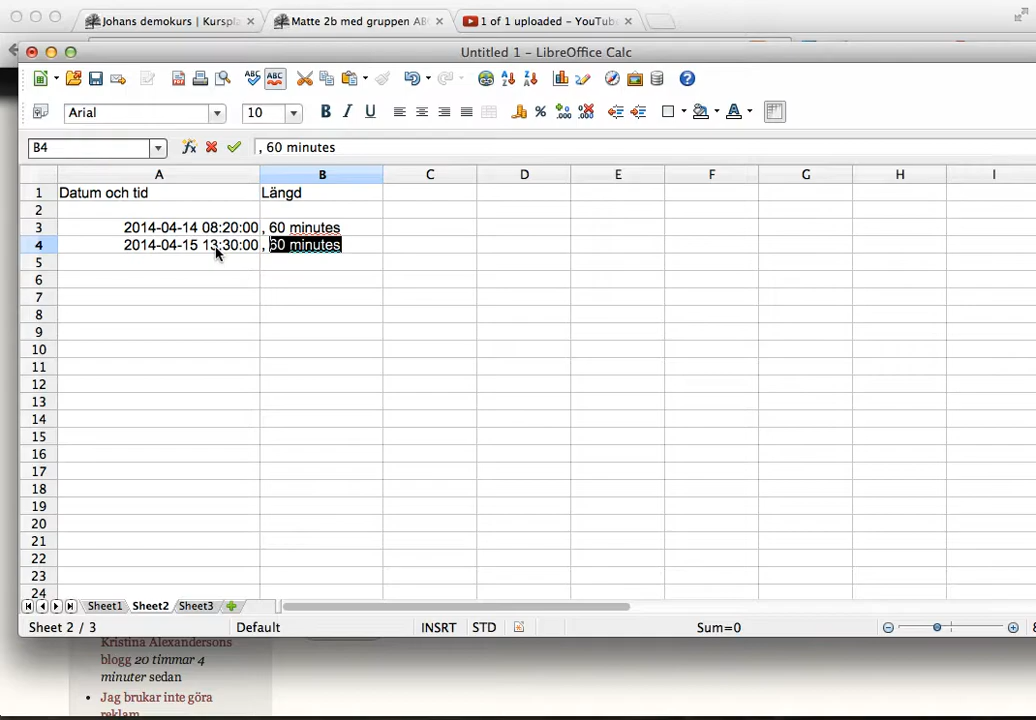 Johans demokurs | Kurspla
Matte 2b med gruppen AB
1 of 1 uploaded - YouTub
Untitled 1 - LibreOffice Calc
Arial 10
B4 , 60 minutes
A B C D E F G H I
1 Datum och tid Längd
2
3 2014-04-14 08:20:00 , 60 minutes
4 2014-04-15 13:30:00 , 60 minutes
5
6
7
8
9
10
11
12
13
14
15
16
17
18
19
20
21
22
23
24
Sheet1 Sheet2 Sheet3
Sheet 2 / 3 Default INSRT STD Sum=0
Kristina Alexandersons
blogg 20 timmar 4
minuter sedan
Jag brukar inte göra
reklam